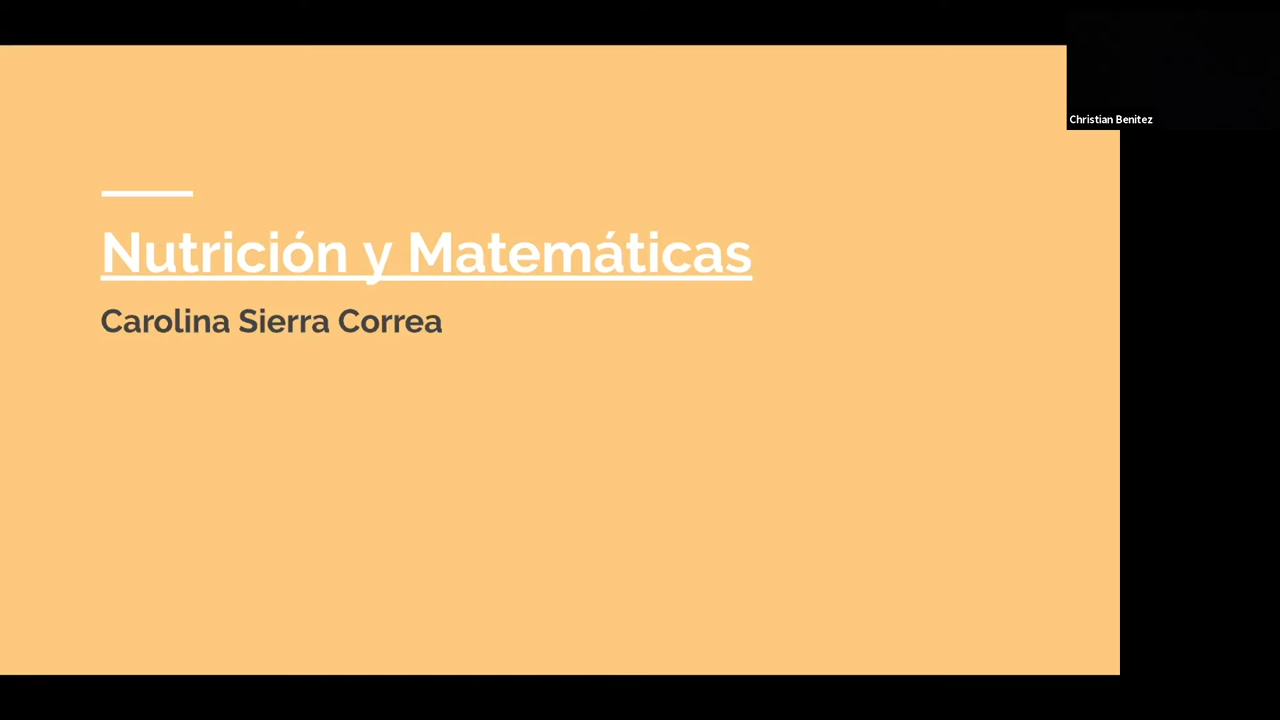 Christian Benitez
Nutrición y Matemáticas
Carolina Sierra Correa